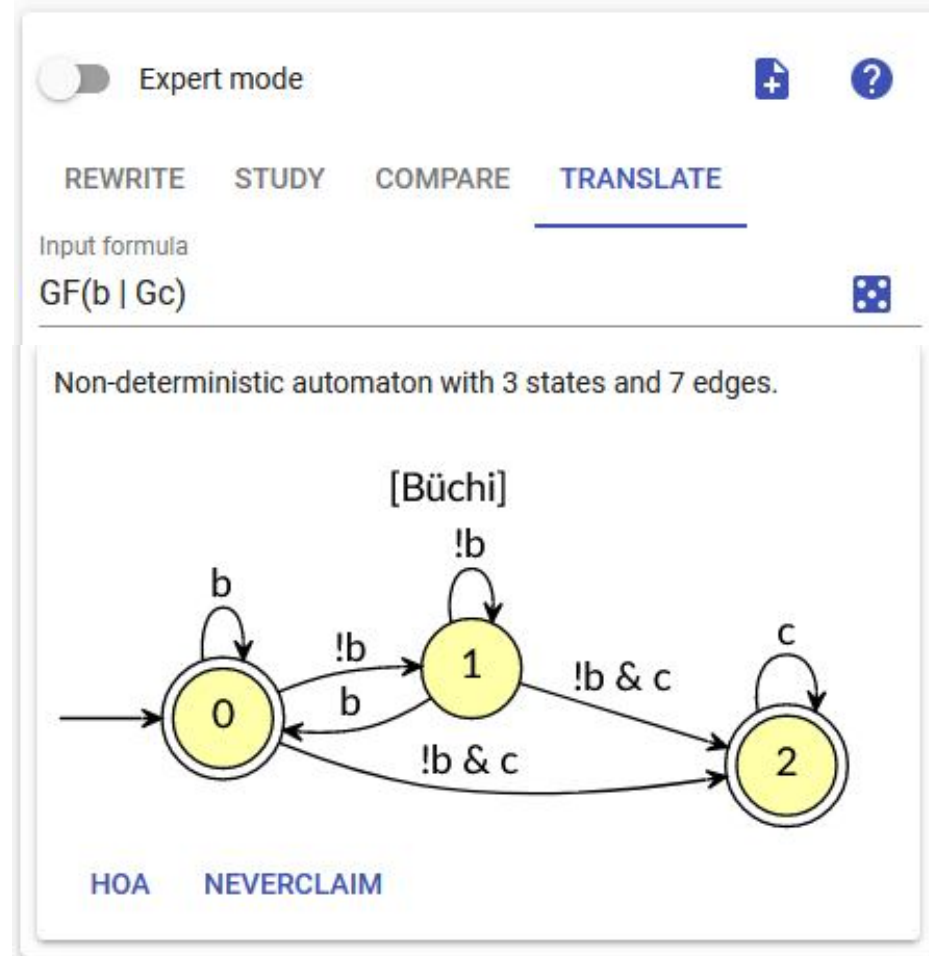 Expert mode
?
REWRITE STUDY COMPARE TRANSLATE
Input formula
GF(b | Gc)
Non-deterministic automaton with 3 states and 7 edges.
[Büchi]
!b
b
c
!b
1
!b & c
0
b
2
!b & c
HOA NEVERCLAIM